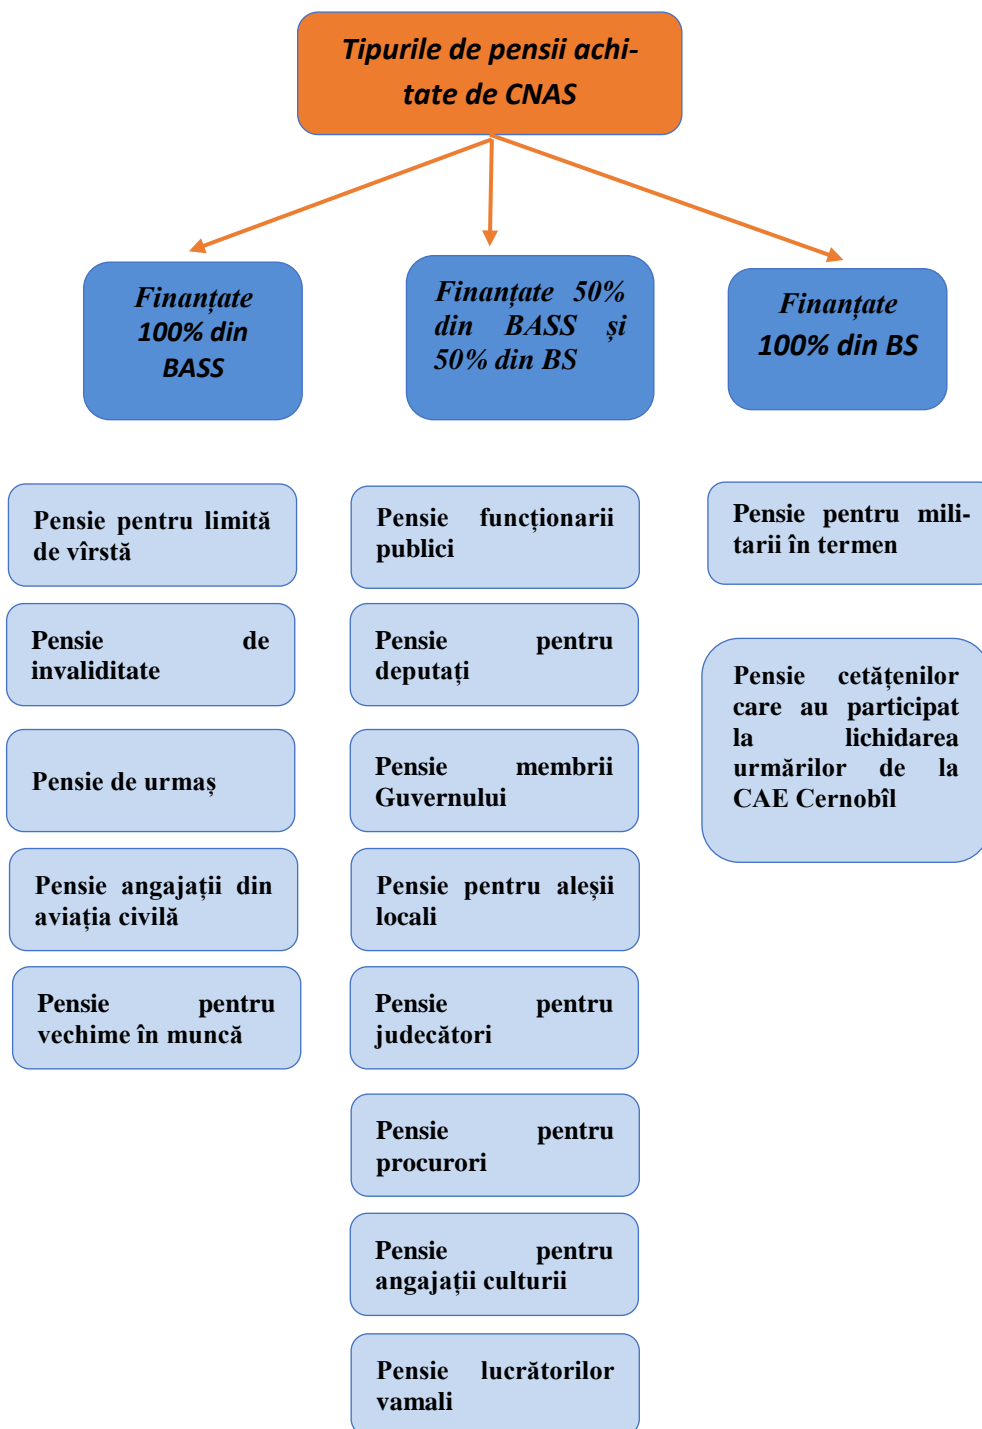 Tipurile de pensii achi-
tate de CNAS
Finanțate
100% din
BASS
Finanțate 50%
din BASS și
50% din BS
Finanțate
100% din BS
Pensie pentru limită
de vîrstă
Pensie de
invaliditate
Pensie de urmaș
Pensie angajații din
aviația civilă
Pensie pentru
vechime în muncă
Pensie funcționarii
publici
Pensie pentru
deputați
Pensie membrii
Guvernului
Pensie pentru aleșii
locali
Pensie pentru
judecători
Pensie pentru
procurori
Pensie pentru
angajații culturii
Pensie lucrătorilor
vamali
Pensie pentru mili-
tarii în termen
Pensie cetățenilor
care au participat
la lichidarea
urmărilor de la
CAE Cernobîl